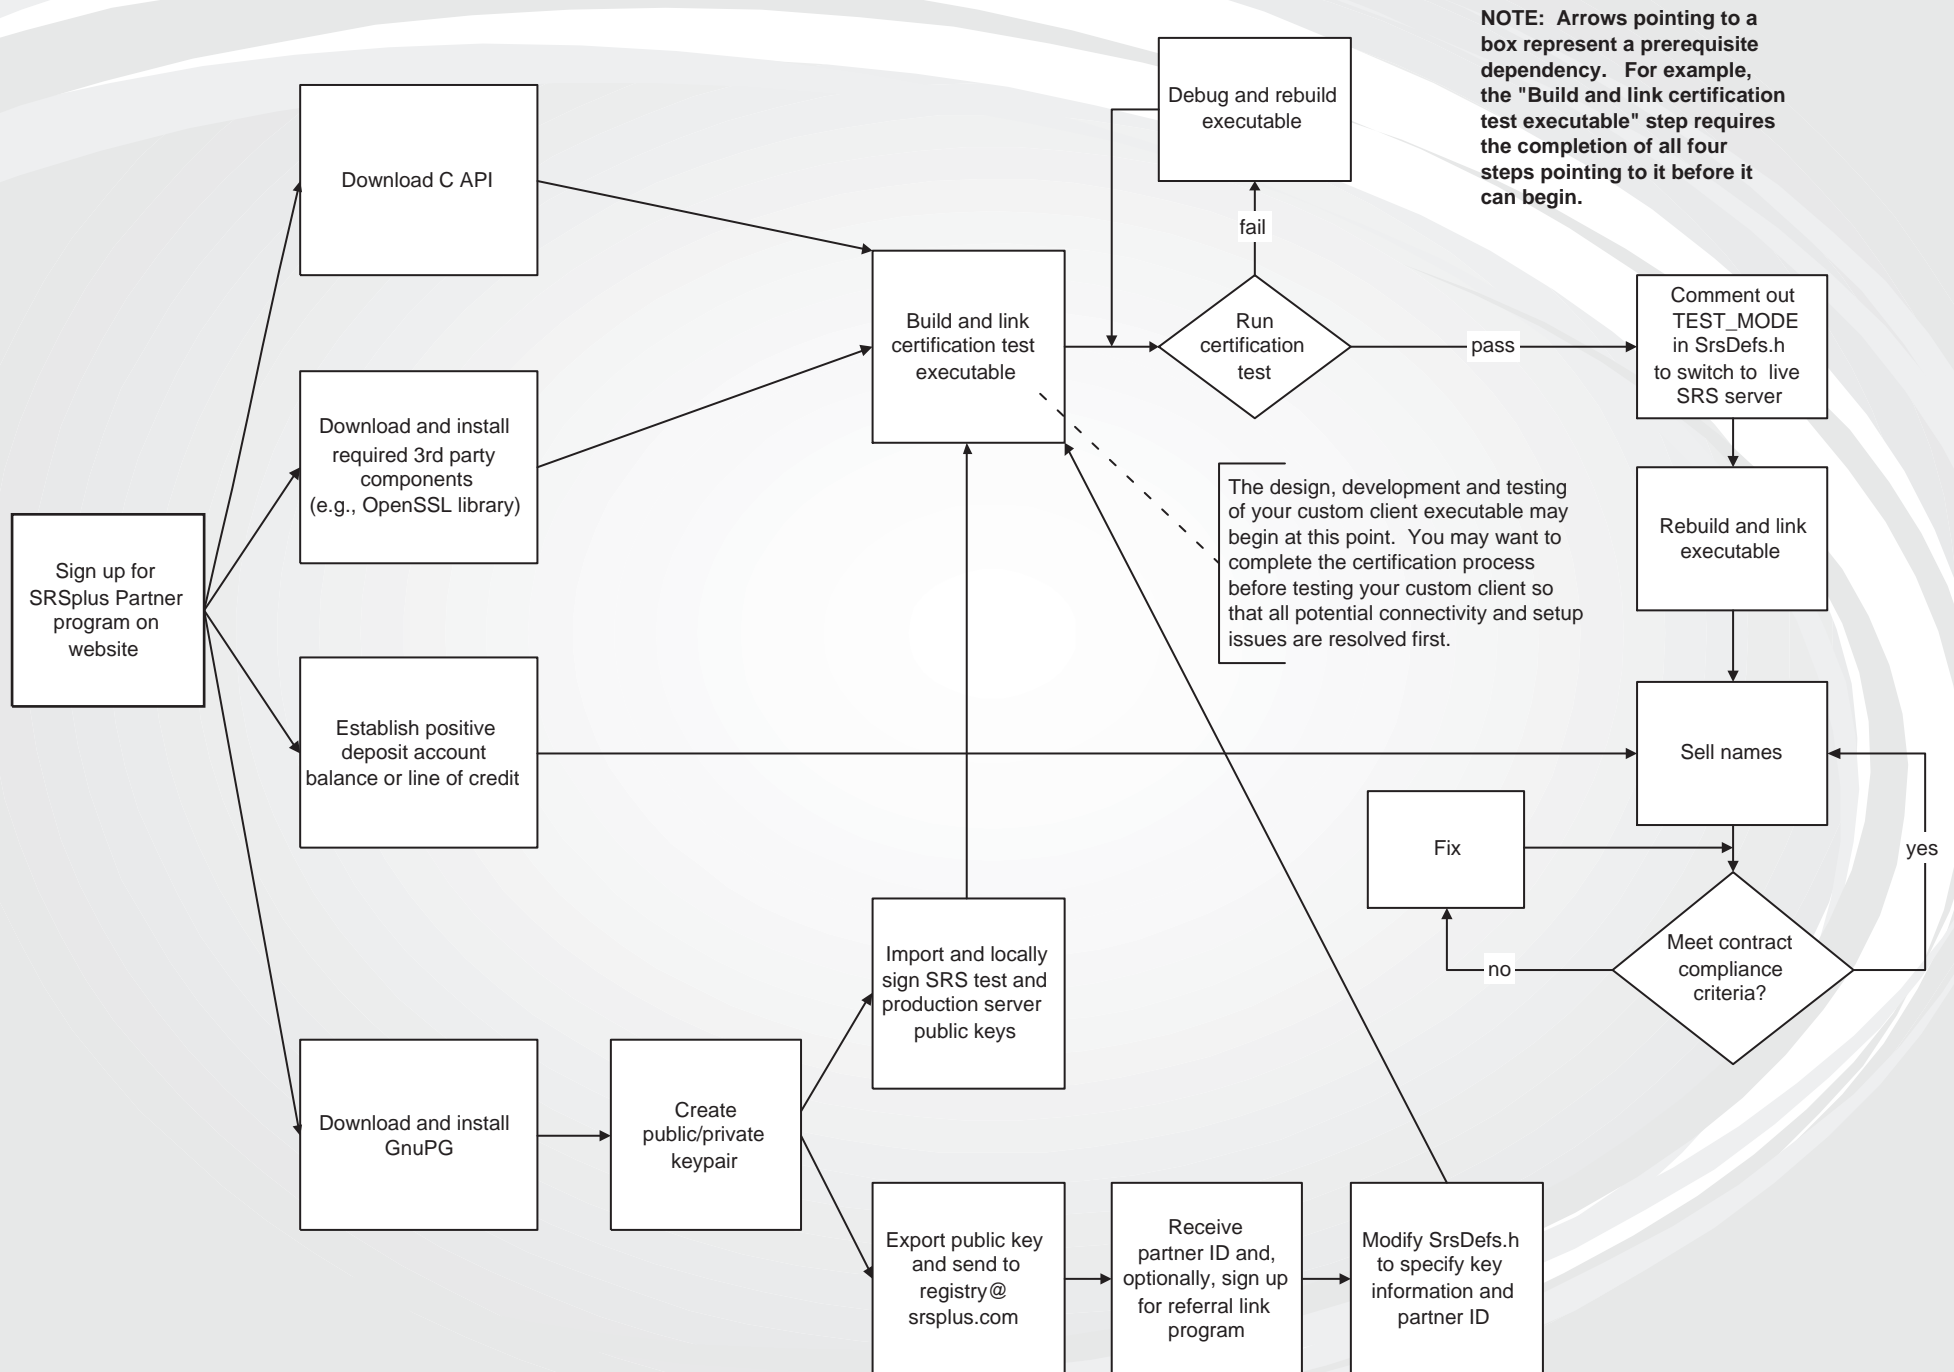 NOTE: Arrows pointing to a
box represent a prerequisite
dependency. For example,
the "Build and link certification
test executable" step requires
the completion of all four
steps pointing to it before it
can begin.
Debug and rebuild
executable
fail
Download C API
Build and link
certification test
executable
Run
certification
test
pass
Comment out
TEST_MODE
in SrsDefs.h
to switch to live
SRS server
Download and install
required 3rd party
components
(e.g., OpenSSL library)
The design, development and testing
of your custom client executable may
begin at this point. You may want to
complete the certification process
before testing your custom client so
that all potential connectivity and setup
issues are resolved first.
Rebuild and link
executable
Sign up for
SRSplus Partner
program on
website
Establish positive
deposit account
balance or line of credit
Sell names
Fix
yes
Meet contract
compliance
criteria?
no
Import and locally
sign SRS test and
production server
public keys
Download and install
GnuPG
Create
public/private
keypair
Export public key
and send to
registry@
srsplus.com
Receive
partner ID and,
optionally, sign up
for referral link
program
Modify SrsDefs.h
to specify key
information and
partner ID